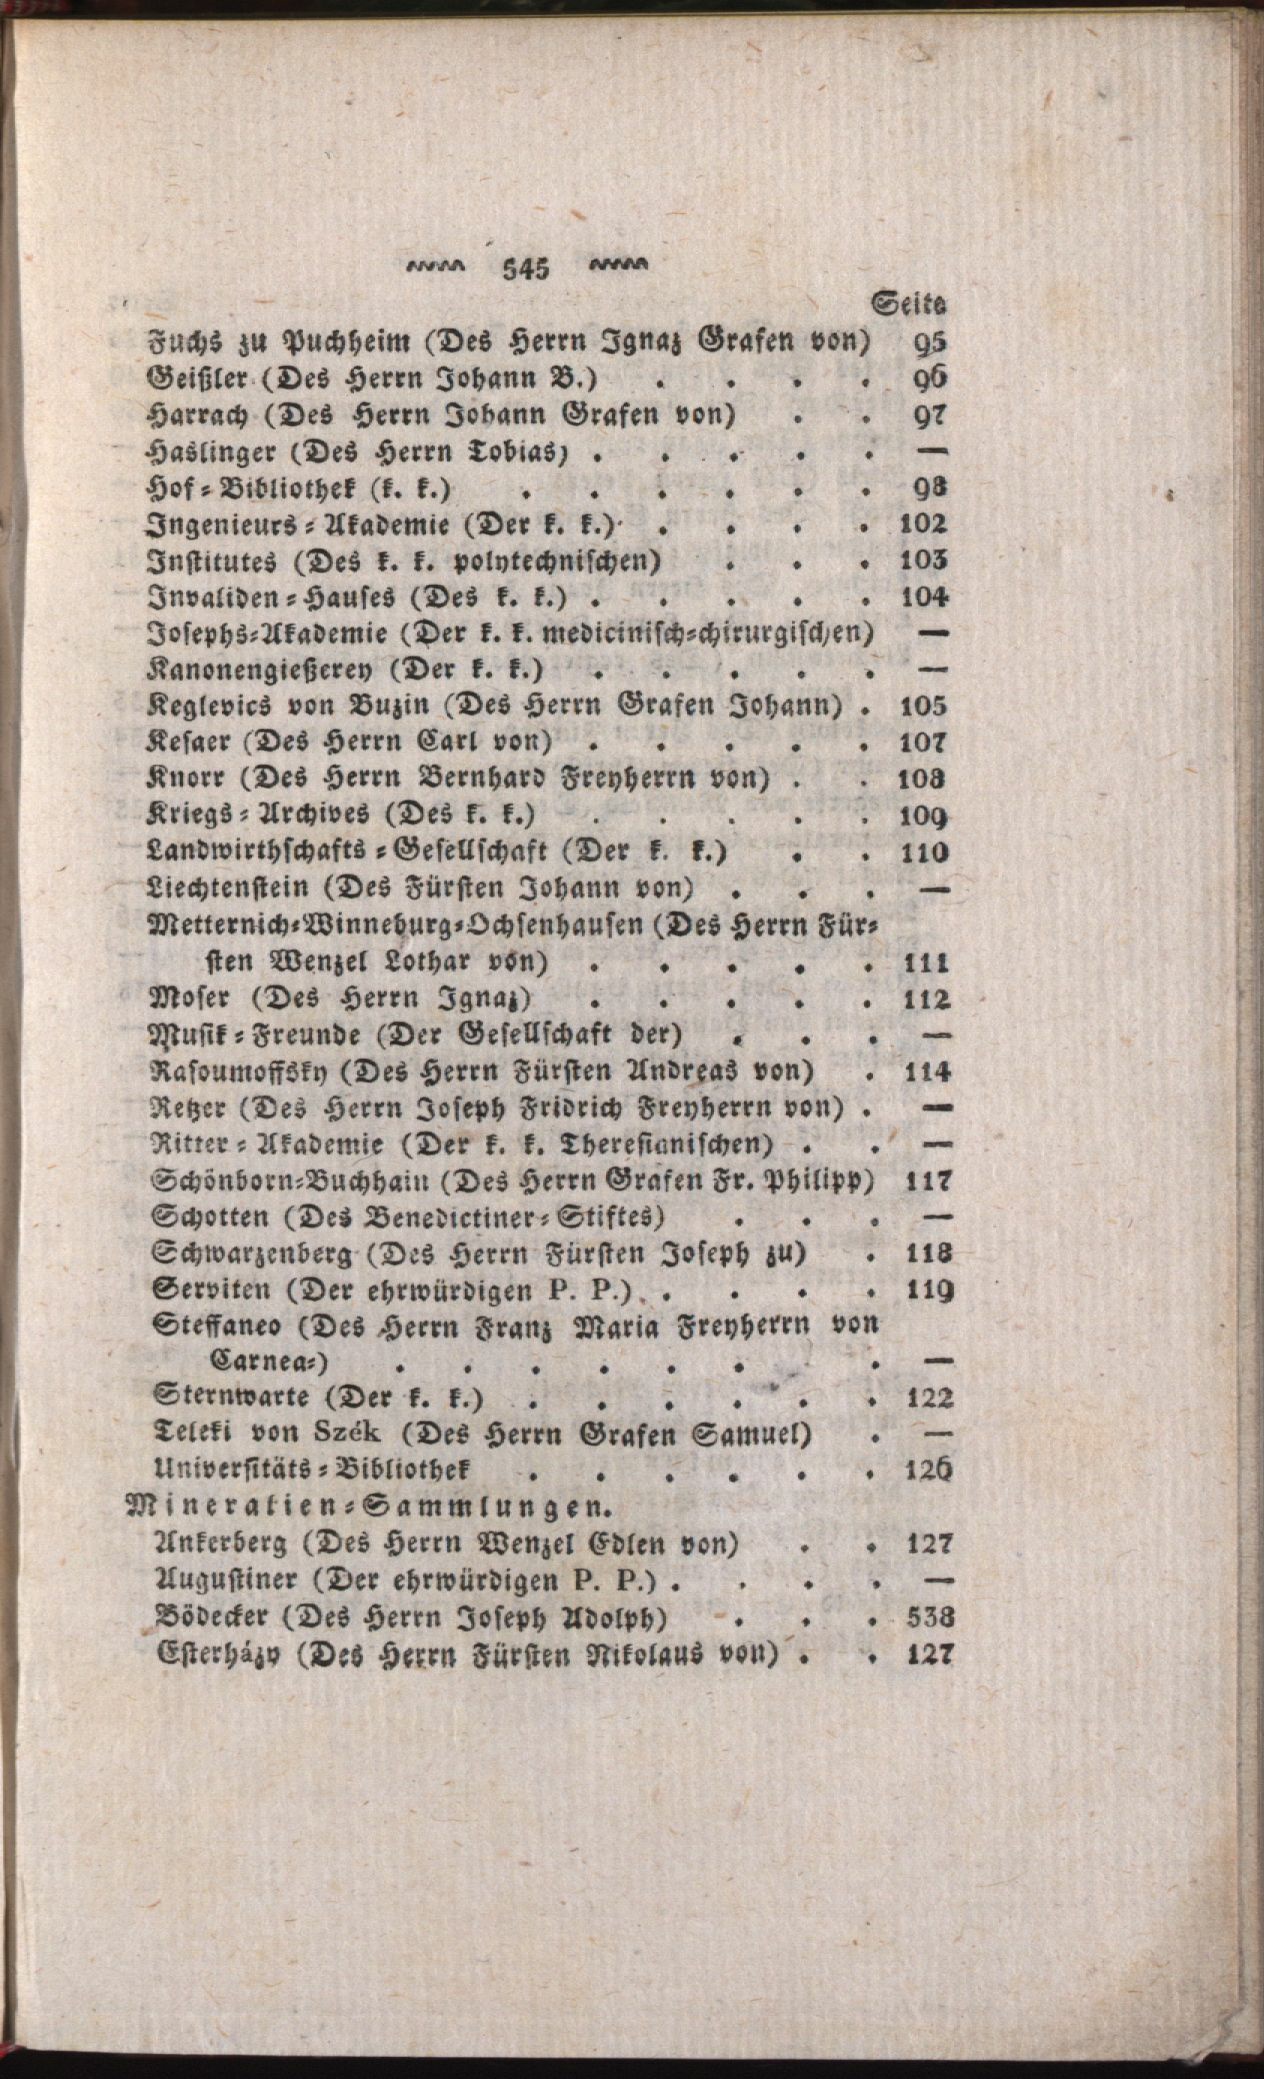 545
Seite
Fuchs zu Puchheim (Des Herrn Ignaz Grafen von) 95
Geißler (Des Herrn Johann B.) . . . . 96
Harrach (Des Herrn Johann Grafen von) . . 97
Haslinger (Des Herrn Tobias) . . . . . —
Hof-Bibliothek (k. k.) . . . . . . 98
Ingenieurs-Akademie (Der k. k.) . . . . 102
Institutes (Des k. k. polytechnischen) . . . 103
Invaliden-Hauses (Des k. k.) . . . . . 104
Josephs-Akademie (Der k. k. medicinisch-chirurgischen) —
Kanonengießerey (Der k. k.) . . . . . —
Keglevics von Buzin (Des Herrn Grafen Johann) . 105
Kesaer (Des Herrn Carl von) . . . . . 107
Knorr (Des Herrn Bernhard Freyherrn von) . . 108
Kriegs-Archives (Des k. k.) . . . . . 109
Landwirthschafts-Gesellschaft (Der k. k.) . . 110
Liechtenstein (Des Fürsten Johann von) . . . —
Metternich-Winneburg-Ochsenhausen (Des Herrn Für-
sten Wenzel Lothar von) . . . . . 111
Moser (Des Herrn Ignaz) . . . . . 112
Musik-Freunde (Der Gesellschaft der) . . . —
Rasoumoffsky (Des Herrn Fürsten Andreas von) . 114
Retzer (Des Herrn Joseph Fridrich Freyherrn von) . —
Ritter-Akademie (Der k. k. Theresianischen) . . —
Schönborn-Buchhain (Des Herrn Grafen Fr. Philipp) 117
Schotten (Des Benedictiner-Stiftes) . . . —
Schwarzenberg (Des Herrn Fürsten Joseph zu) . 118
Serviten (Der ehrwürdigen P. P.) . . . . 119
Steffaneo (Des Herrn Franz Maria Freyherrn von
Carnea-) . . . . . . . —
Sternwarte (Der k. k.) . . . . . . 122
Teleki von Szék (Des Herrn Grafen Samuel) . —
Universitäts-Bibliothek . . . . . . 126
Mineralien-Sammlungen.
Ankerberg (Des Herrn Wenzel Edlen von) . . 127
Augustiner (Der ehrwürdigen P. P.) . . . . —
Bödecker (Des Herrn Joseph Adolph) . . . 538
Esterházy (Des Herrn Fürsten Nikolaus von) . . 127